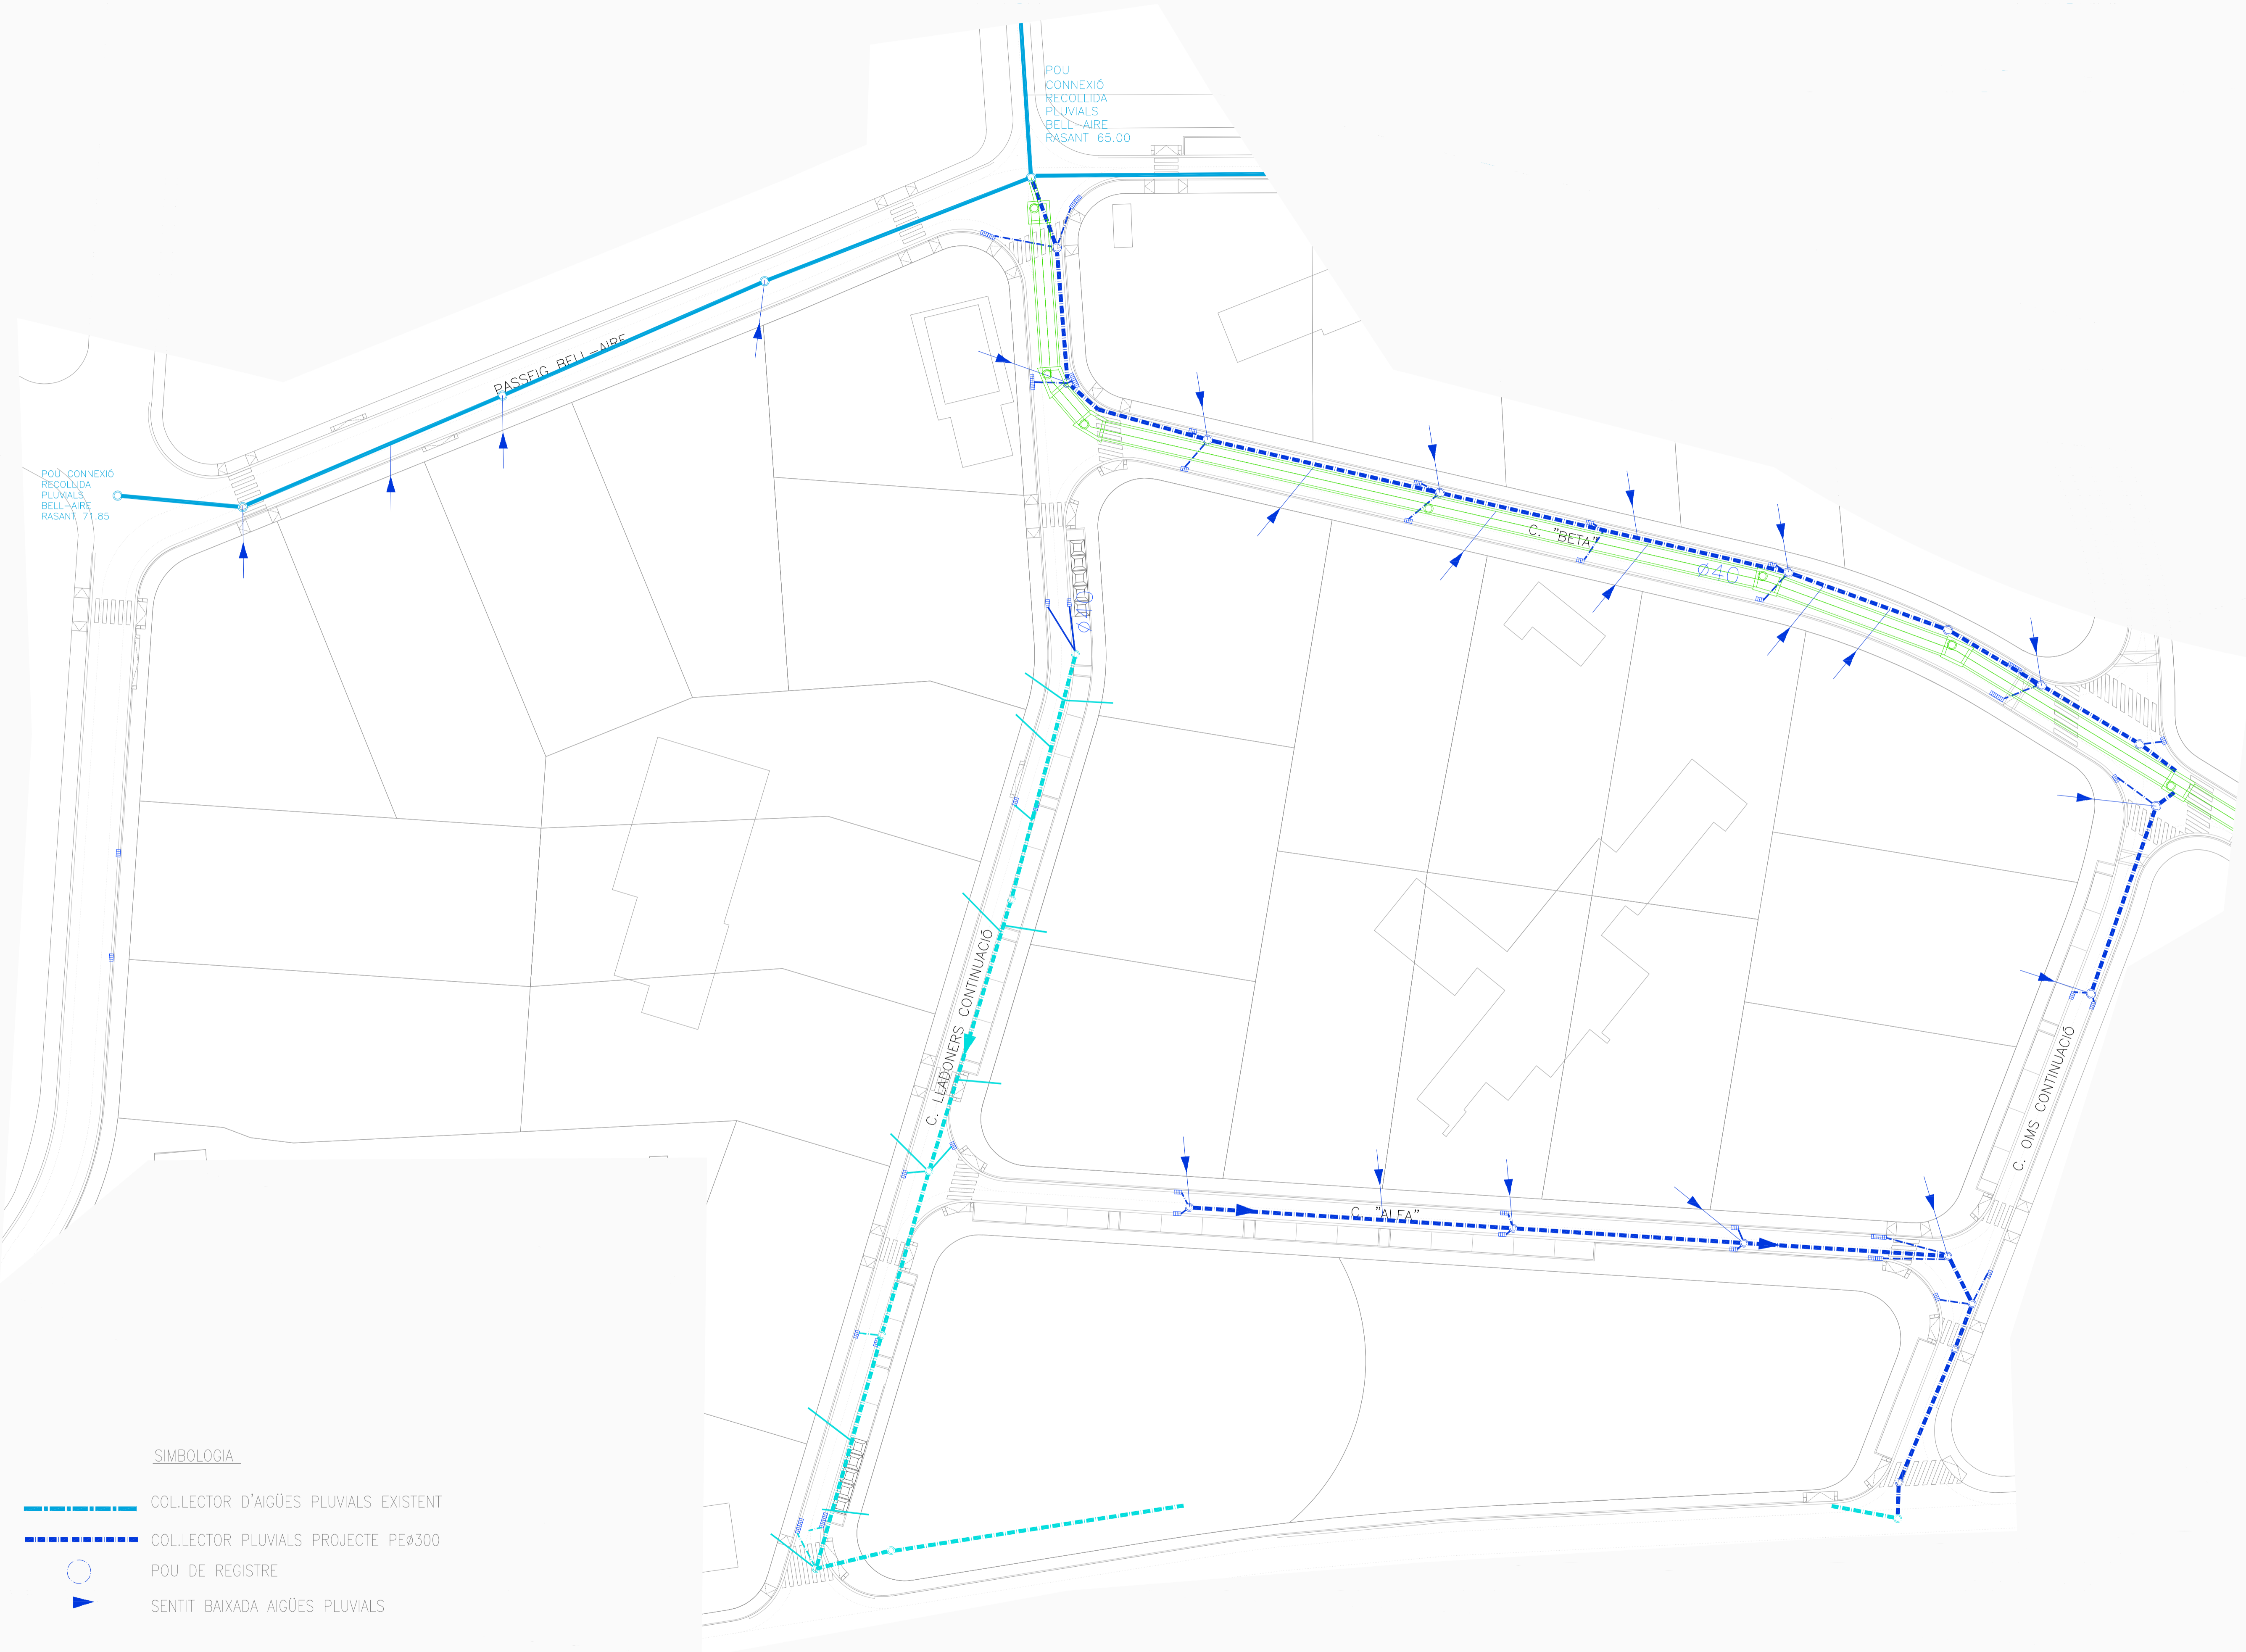 POU
CONNEXIÓ
RECOLLIDA
PLUVIALS
BELL-AIRE
RASANT 65.00
PASSEIG BELL-AIRE
POU CONNEXIÓ
RECOLLIDA
PLUVIALS
BELL-AIRE
RASANT 71.85
C. "BETA"
ø40
ø40
C. LLADONERS CONTINUACIÓ
C. OMS CONTINUACIÓ
C. "ALFA"
SIMBOLOGIA
COL.LECTOR D'AIGÜES PLUVIALS EXISTENT
COL.LECTOR PLUVIALS PROJECTE PEø300
POU DE REGISTRE
SENTIT BAIXADA AIGÜES PLUVIALS